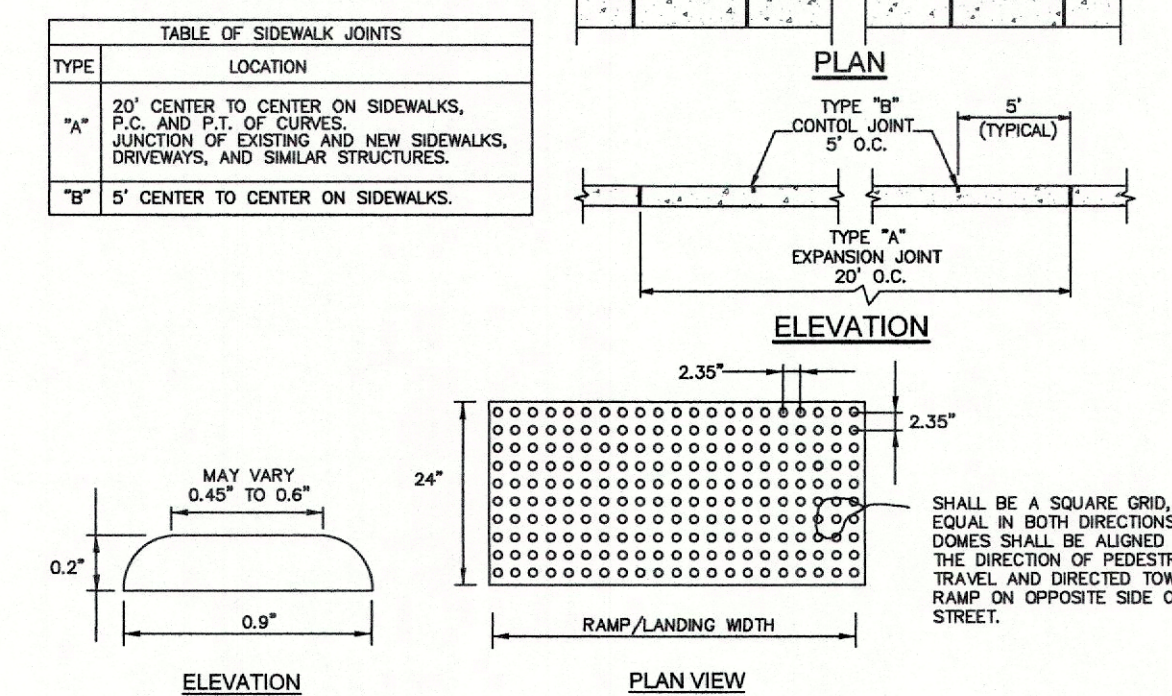 TABLE OF SIDEWALK JOINTS
TYPE LOCATION
"A" 20' CENTER TO CENTER ON SIDEWALKS,
P.C. AND P.T. OF CURVES.
JUNCTION OF EXISTING AND NEW SIDEWALKS,
DRIVEWAYS, AND SIMILAR STRUCTURES.
"B" 5' CENTER TO CENTER ON SIDEWALKS.
PLAN
TYPE "B"
CONTOL JOINT
5' O.C.
5'
(TYPICAL)
TYPE "A"
EXPANSION JOINT
20' O.C.
ELEVATION
MAY VARY
0.45" TO 0.6"
0.2"
0.9"
ELEVATION
2.35"
2.35"
24"
RAMP/LANDING WIDTH
PLAN VIEW
SHALL BE A SQUARE GRID,
EQUAL IN BOTH DIRECTIONS
DOMES SHALL BE ALIGNED
THE DIRECTION OF PEDESTR
TRAVEL AND DIRECTED TOW
RAMP ON OPPOSITE SIDE O
STREET.